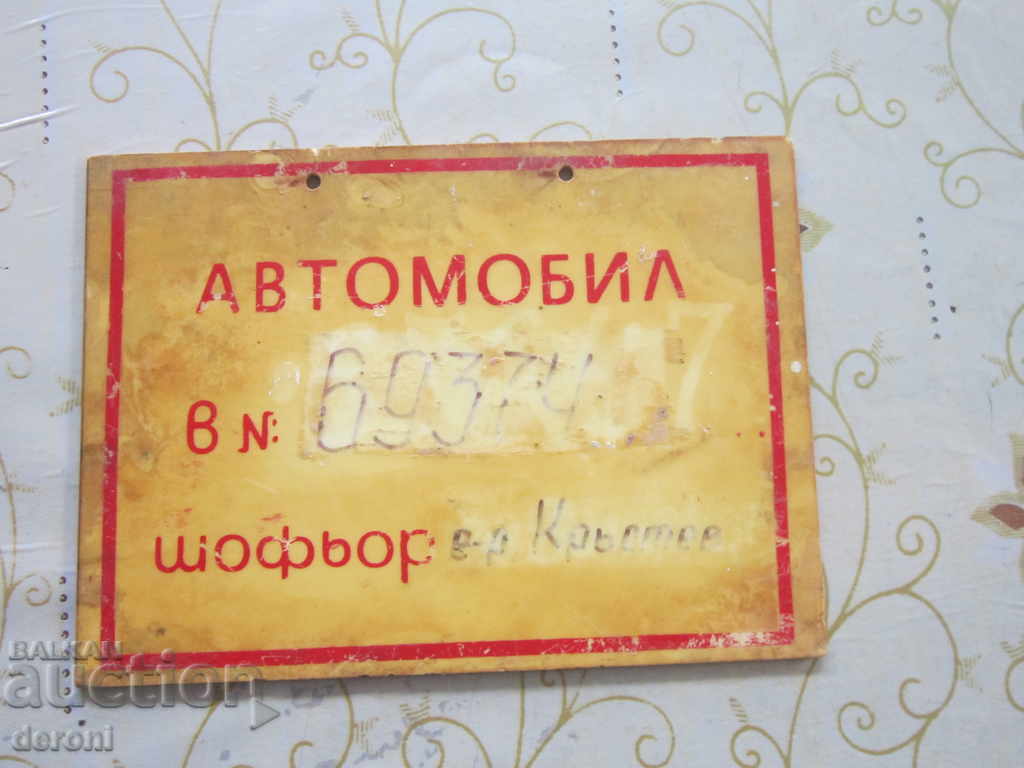 АВТОМОБИЛ
В №: 69374
шофьор в-р Кръстев
BALKAN
auction
deroni